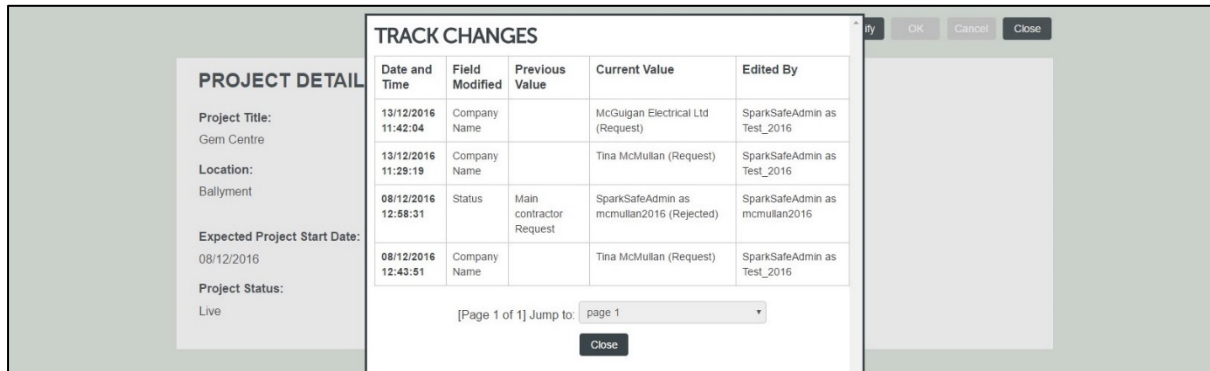 TRACK CHANGES
ify OK Cancel Close
PROJECT DETAIL
Project Title:
Gem Centre
Location:
Ballyment
Expected Project Start Date:
08/12/2016
Project Status:
Live
Date and Time Field Modified Previous Value Current Value Edited By
13/12/2016 11:42:04 Company Name McGuigan Electrical Ltd (Request) SparkSafeAdmin as Test_2016
13/12/2016 11:29:19 Company Name Tina McMullan (Request) SparkSafeAdmin as Test_2016
08/12/2016 12:58:31 Status Main contractor Request SparkSafeAdmin as mcmullan2016 (Rejected) SparkSafeAdmin as mcmullan2016
08/12/2016 12:43:51 Company Name Tina McMullan (Request) SparkSafeAdmin as Test_2016
[Page 1 of 1] Jump to: page 1
Close